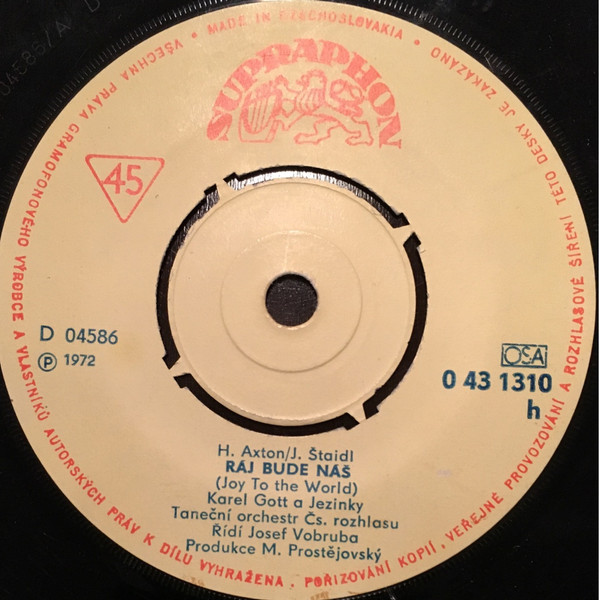 04586/A D
• MADE IN CZECHOSLOVAKIA •
VŠECHNA PRÁVA GRAMOFONOVÉHO VÝROBCE A VLASTNÍKŮ AUTORSKÝCH PRÁV K DÍLU VYHRAŽENA. POŘIZOVÁNÍ KOPIÍ, VEŘEJNÉ PROVOZOVÁNÍ A ROZHLASOVÉ ŠÍŘENÍ TÉTO DESKY JE ZAKÁZÁNO
SUPRAPHON
45
D 04586
Ⓟ 1972
OSA
0 43 1310
h
H. Axton/J. Štaidl
RÁJ BUDE NÁŠ
(Joy To the World)
Karel Gott a Jezinky
Taneční orchestr Čs. rozhlasu
Řídí Josef Vobruba
Produkce M. Prostějovský